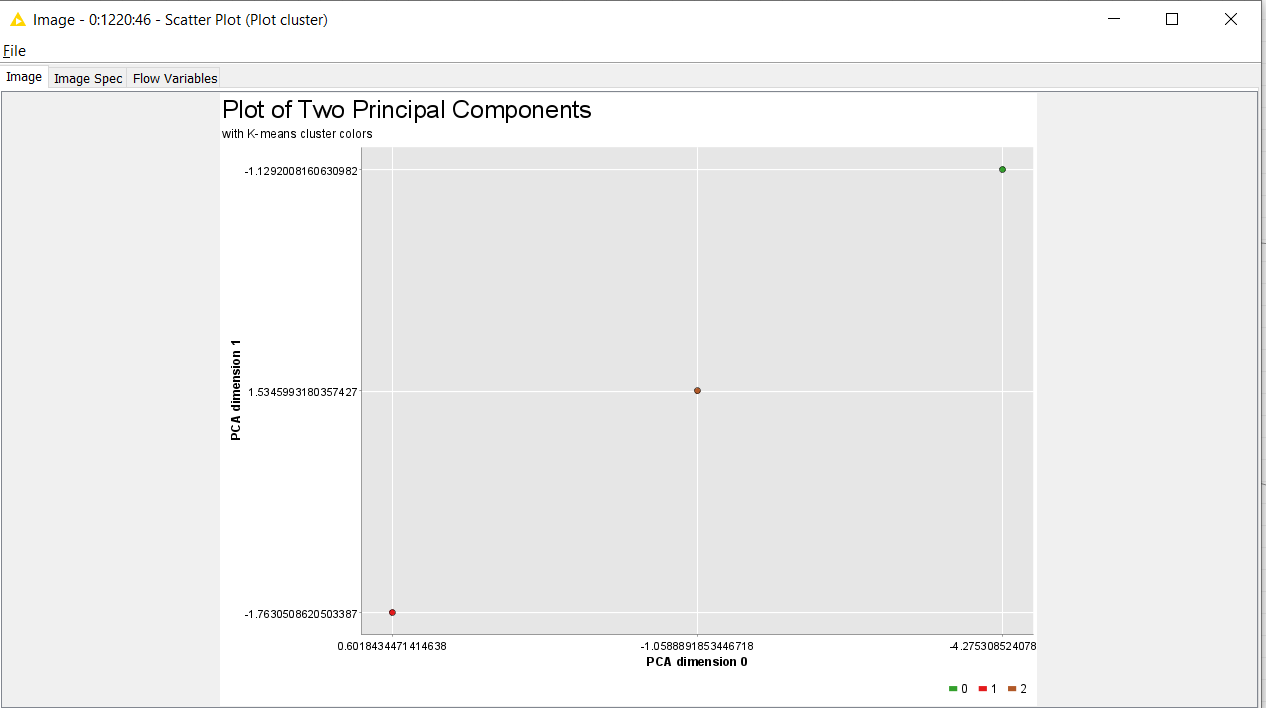 Image - 0:1220:46 - Scatter Plot (Plot cluster)
File
Image Image Spec Flow Variables
Plot of Two Principal Components
with K-means cluster colors
-1.1292008160630982
1.5345993180357427
-1.7630508620503387
PCA dimension 1
0.6018434471414638 -1.0588891853446718 -4.275308524078
PCA dimension 0
0 1 2